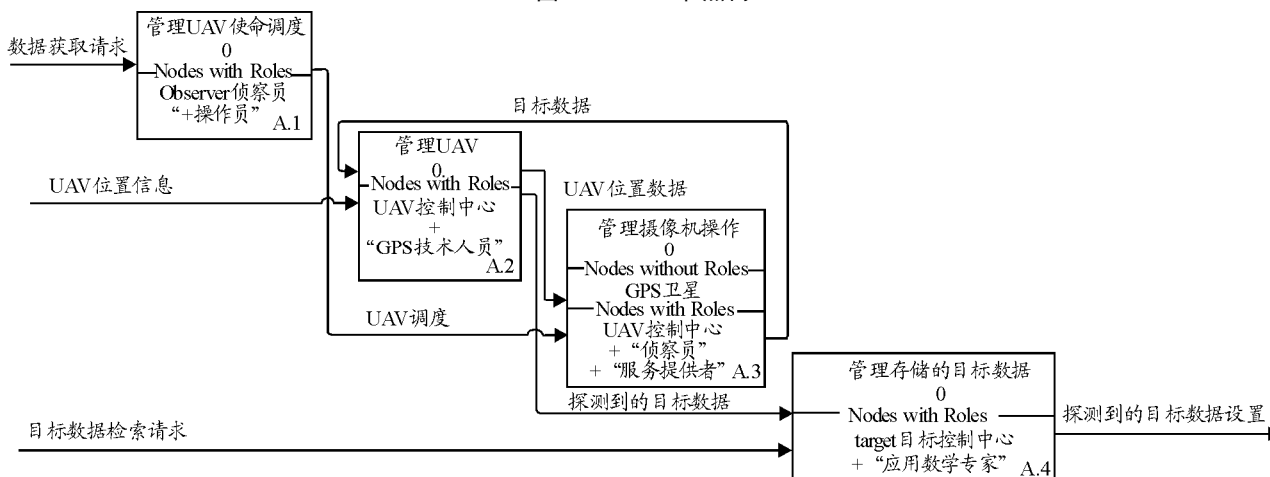 管理UAV使命调度
0
Nodes with Roles
Observer侦察员
“+操作员”
A.1
数据获取请求
目标数据
管理UAV
0
Nodes with Roles
UAV控制中心
+
“GPS技术人员”
A.2
UAV位置信息
UAV位置数据
管理摄像机操作
0
Nodes without Roles
GPS卫星
Nodes with Roles
UAV控制中心
+“侦察员”
+“服务提供者”
A.3
UAV调度
探测到的目标数据
管理存储的目标数据
0
Nodes with Roles
target目标控制中心
+“应用数学专家”
A.4
目标数据检索请求
探测到的目标数据设置